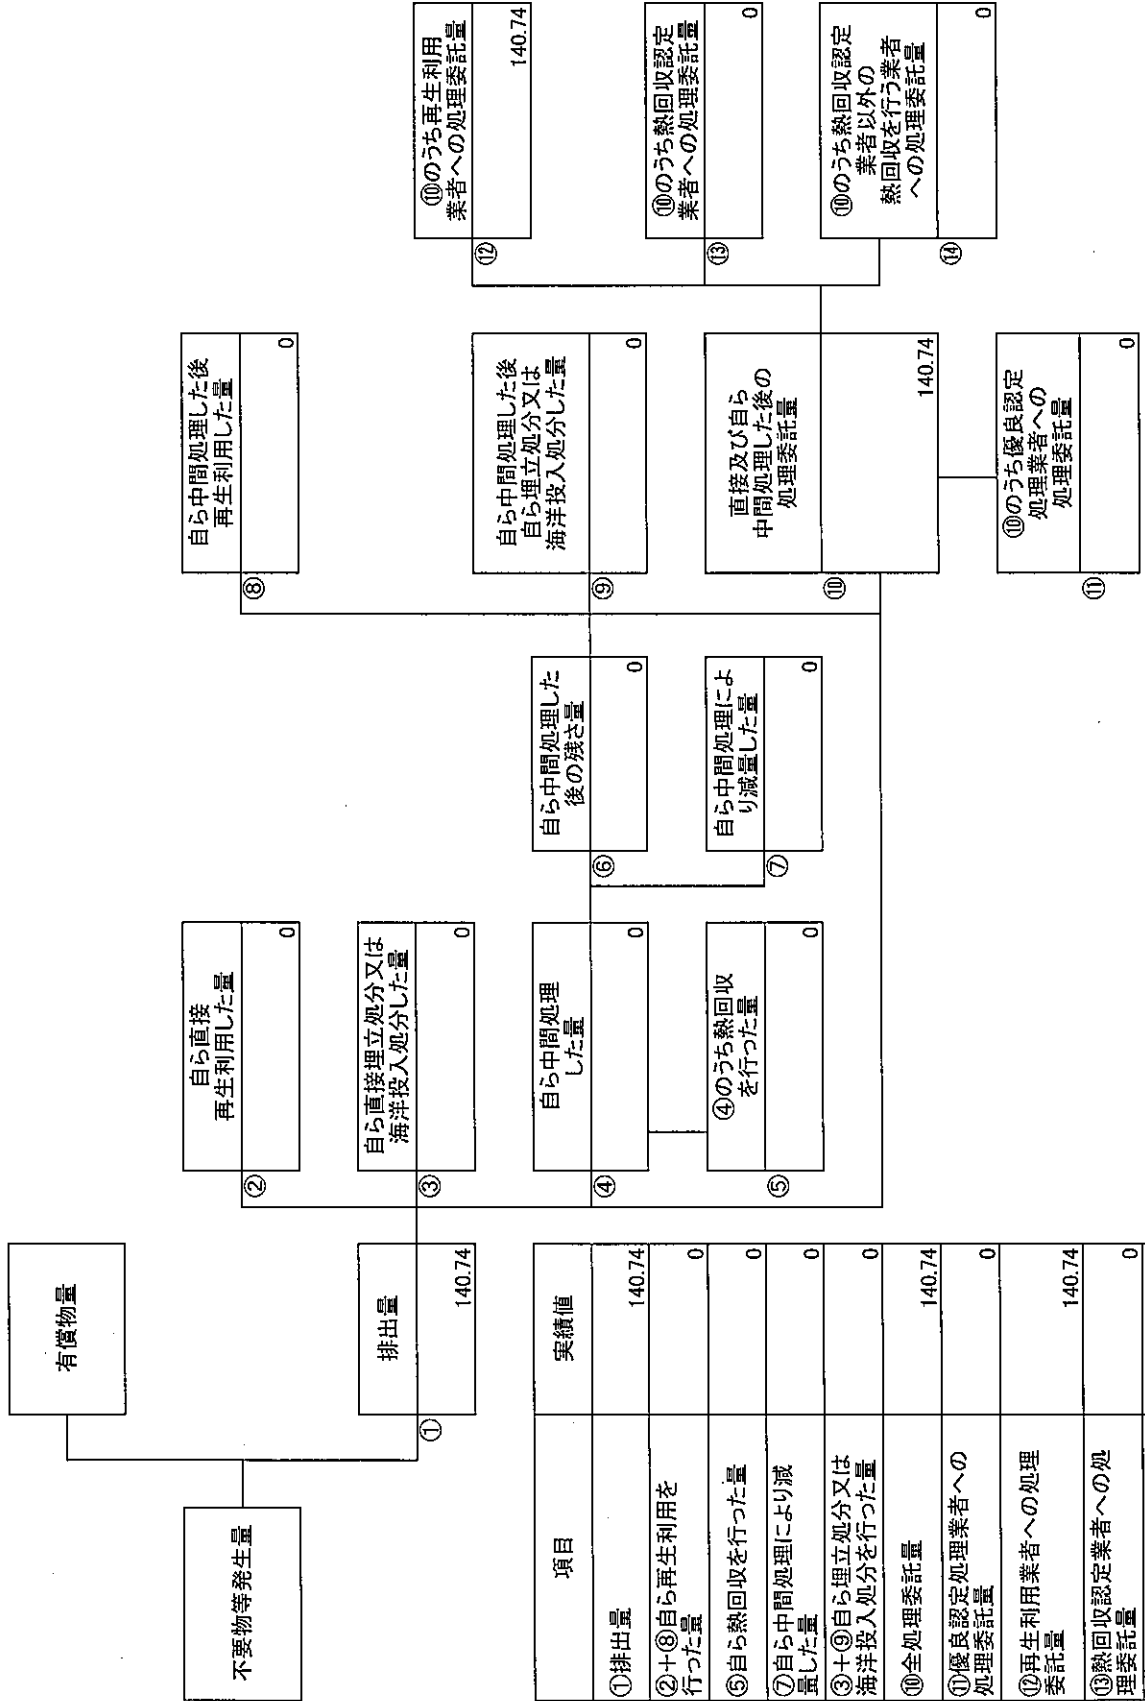 不要物等発生量
有償物量
排出量
①
140.74
②
自ら直接
再生利用した量
0
③
自ら直接埋立処分又は
海洋投入処分した量
0
④
自ら中間処理
した量
0
⑤
④のうち熱回収
を行った量
0
⑥
自ら中間処理した
後の残さ量
0
⑦
自ら中間処理によ
り減量した量
0
⑧
自ら中間処理した後
再生利用した量
0
⑨
自ら中間処理した後
自ら埋立処分又は
海洋投入処分した量
0
⑩
直接及び自ら
中間処理した後の
処理委託量
140.74
⑪
⑩のうち優良認定
処理業者への
処理委託量
0
⑫
⑩のうち再生利用
業者への処理委託量
140.74
⑬
⑩のうち熱回収認定
業者への処理委託量
0
⑭
⑩のうち熱回収認定
業者以外の
熱回収を行う業者
への処理委託量
0
項目 実績値
①排出量 140.74
②+⑧自ら再生利用を
行った量 0
⑤自ら熱回収を行った量 0
⑦自ら中間処理により減
量した量 0
③+⑨自ら埋立処分又は
海洋投入処分を行った量 0
⑩全処理委託量 140.74
⑪優良認定処理業者への
処理委託量 0
⑫再生利用業者への処理
委託量 140.74
⑬熱回収認定業者への処
理委託量 0